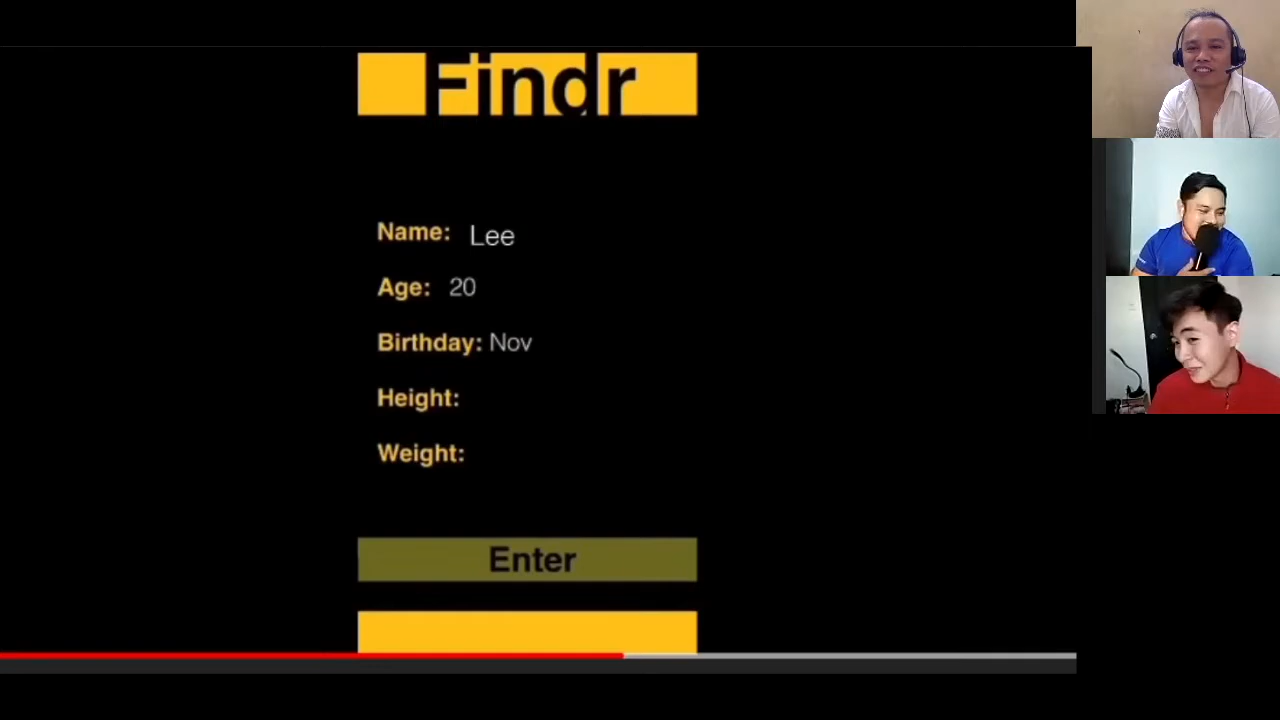 Findr
Name: Lee
Age: 20
Birthday: Nov
Height:
Weight:
Enter